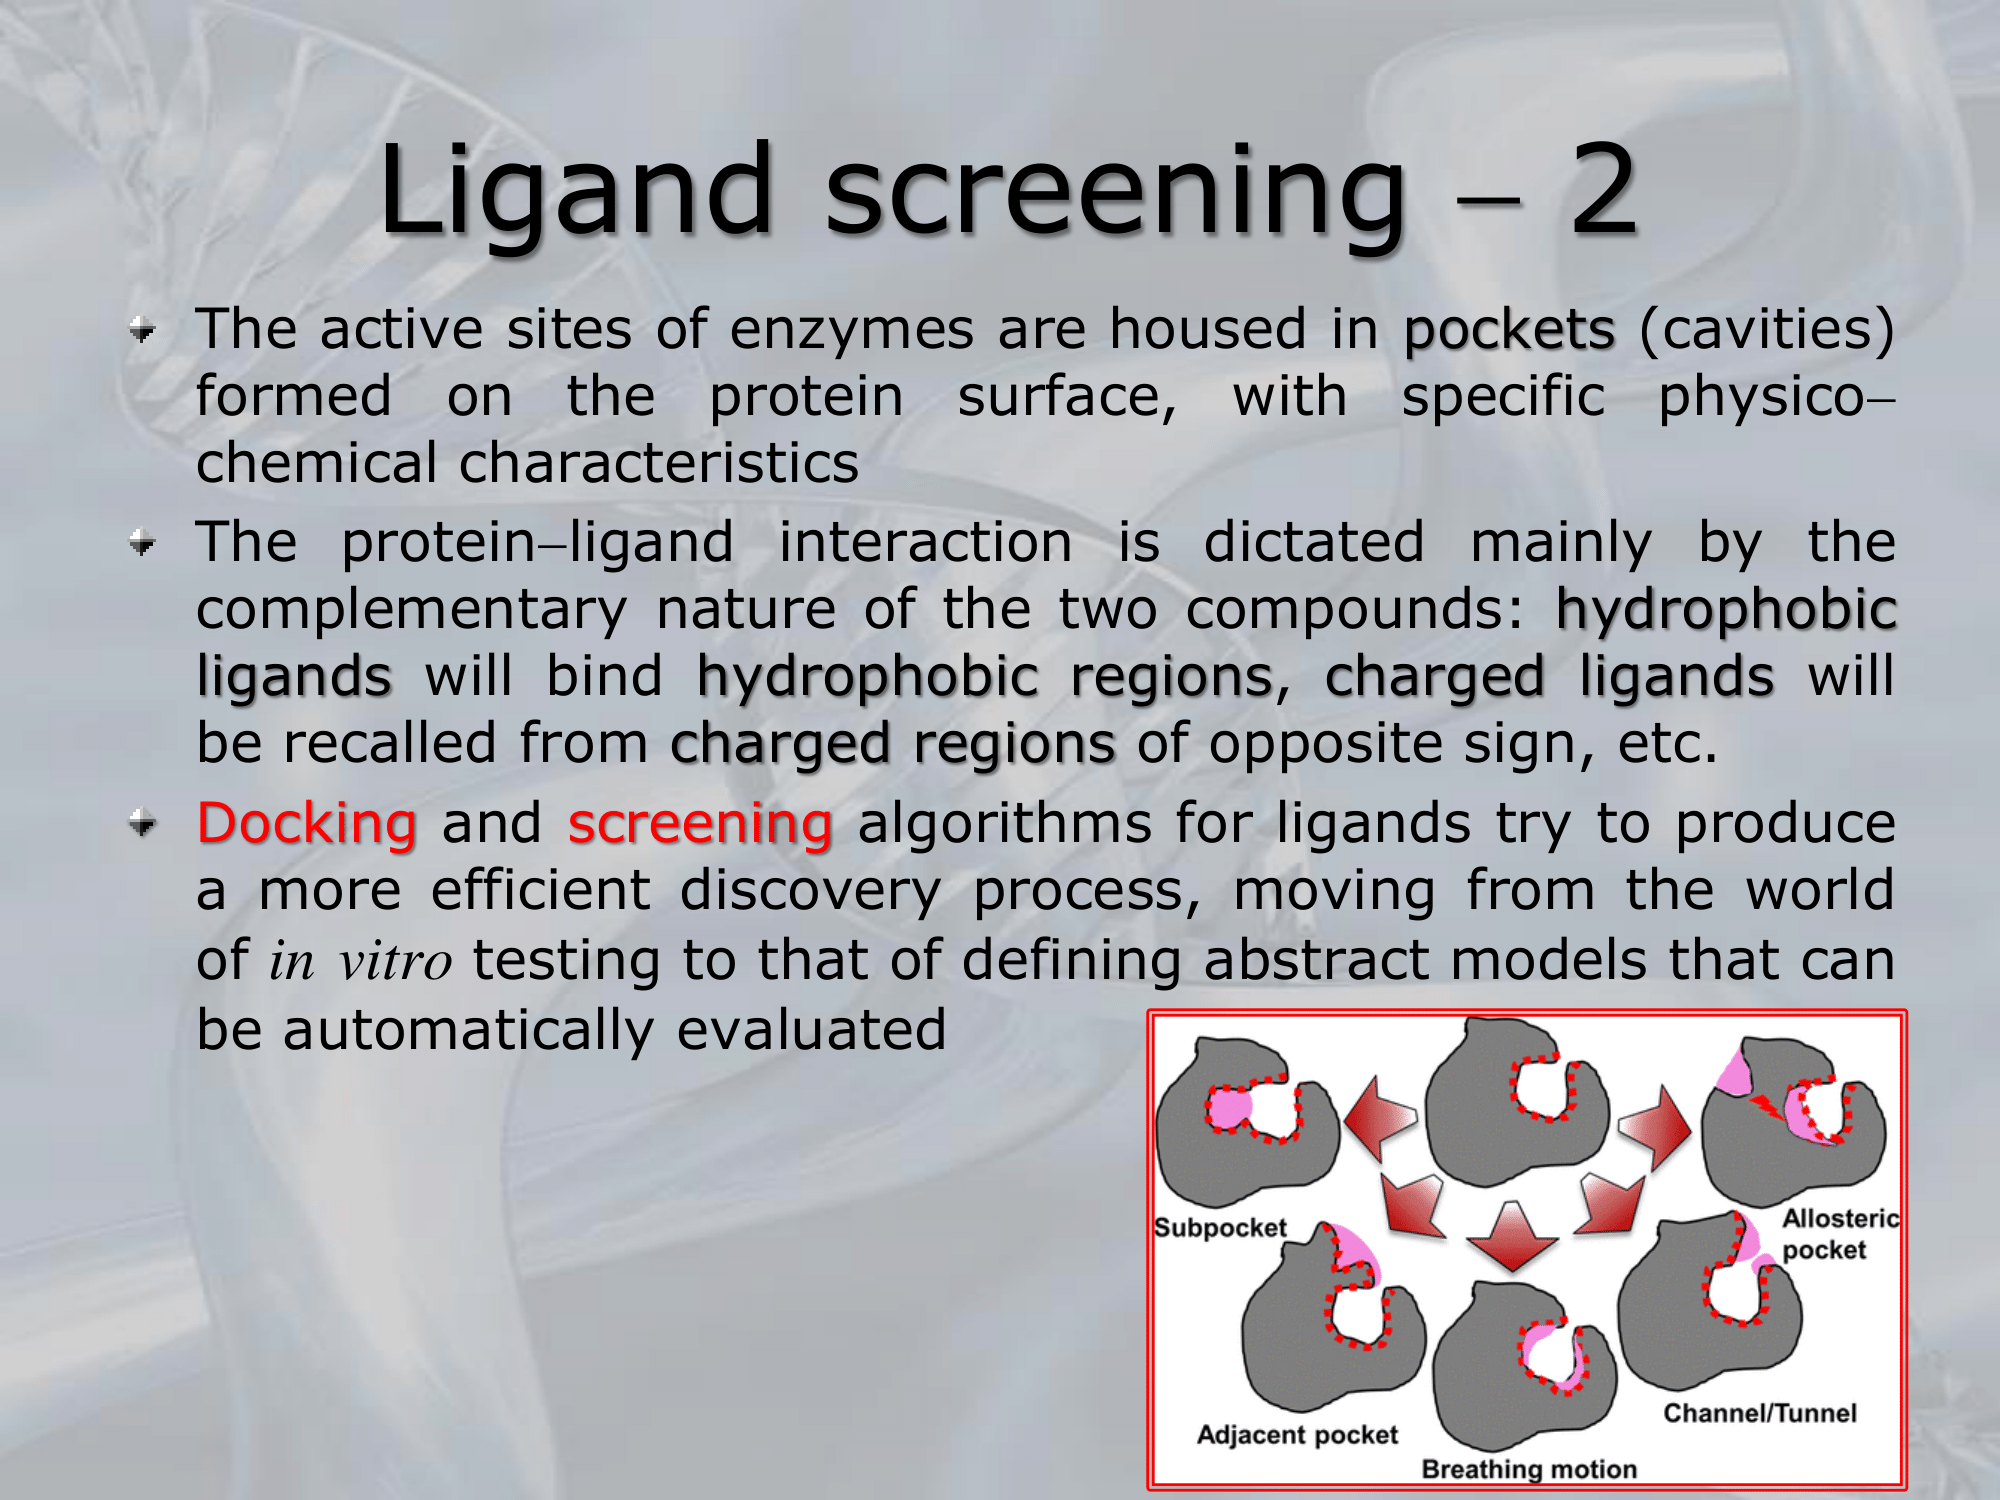 Ligand screening – 2
The active sites of enzymes are housed in pockets (cavities)
formed on the protein surface, with specific physico–
chemical characteristics
The protein–ligand interaction is dictated mainly by the
complementary nature of the two compounds: hydrophobic
ligands will bind hydrophobic regions, charged ligands will
be recalled from charged regions of opposite sign, etc.
Docking and screening algorithms for ligands try to produce
a more efficient discovery process, moving from the world
of in vitro testing to that of defining abstract models that can
be automatically evaluated
Subpocket
Allosteric
pocket
Adjacent pocket
Breathing motion
Channel/Tunnel